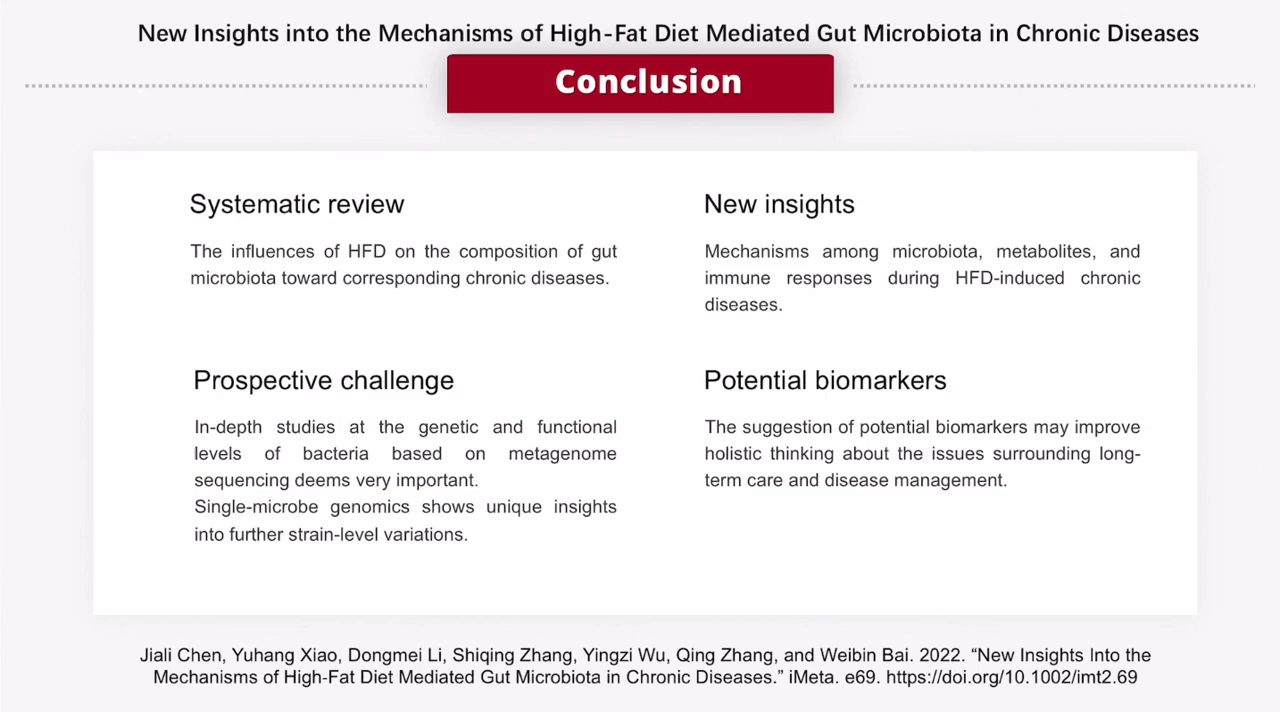 New Insights into the Mechanisms of High-Fat Diet Mediated Gut Microbiota in Chronic Diseases
Conclusion
Systematic review
The influences of HFD on the composition of gut
microbiota toward corresponding chronic diseases.
New insights
Mechanisms among microbiota, metabolites, and
immune responses during HFD-induced chronic
diseases.
Prospective challenge
In-depth studies at the genetic and functional
levels of bacteria based on metagenome
sequencing deems very important.
Single-microbe genomics shows unique insights
into further strain-level variations.
Potential biomarkers
The suggestion of potential biomarkers may improve
holistic thinking about the issues surrounding long-
term care and disease management.
Jiali Chen, Yuhang Xiao, Dongmei Li, Shiqing Zhang, Yingzi Wu, Qing Zhang, and Weibin Bai. 2022. “New Insights Into the
Mechanisms of High-Fat Diet Mediated Gut Microbiota in Chronic Diseases.” iMeta. e69. https://doi.org/10.1002/imt2.69